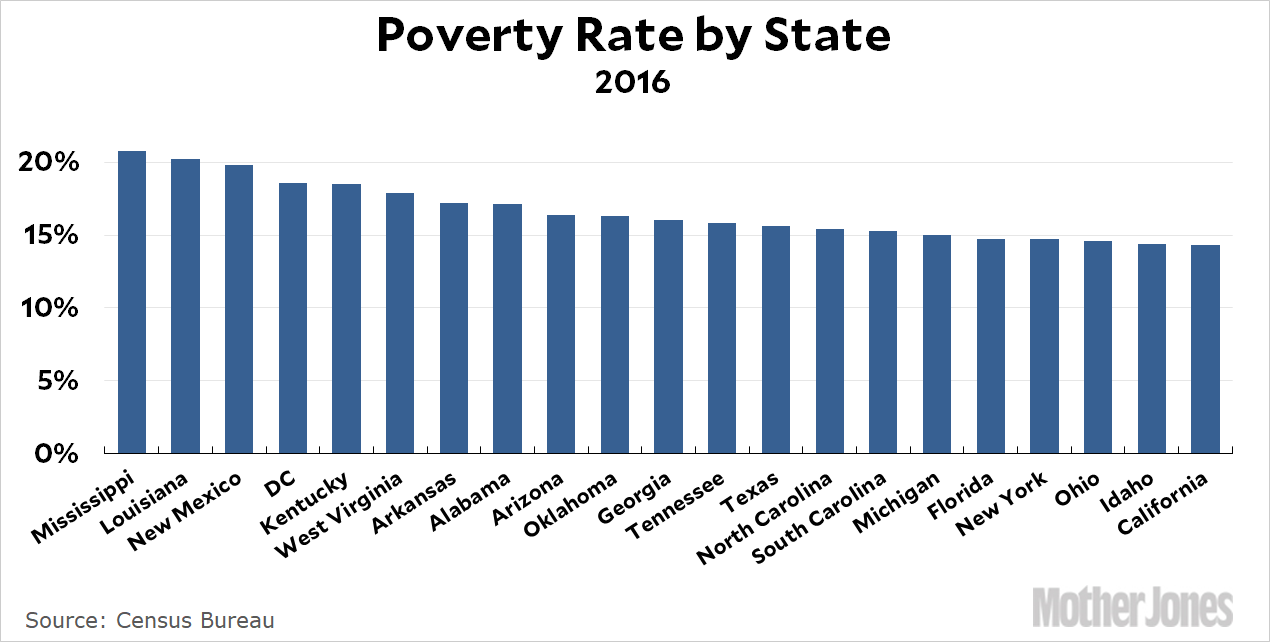 Poverty Rate by State
2016
20%
15%
10%
5%
0%
Mississippi
Louisiana
New Mexico
DC
Kentucky
West Virginia
Arkansas
Alabama
Arizona
Oklahoma
Georgia
Tennessee
Texas
North Carolina
South Carolina
Michigan
Florida
New York
Ohio
Idaho
California
Source: Census Bureau
Mother Jones